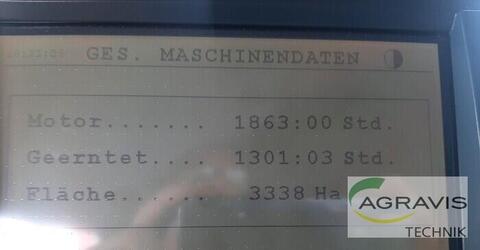 GES. MASCHINENDATEN
Motor....... 1863:00 Std.
Geerntet.... 1301:03 Std.
Fläche...... 3338 Ha
AGRAVIS
TECHNIK